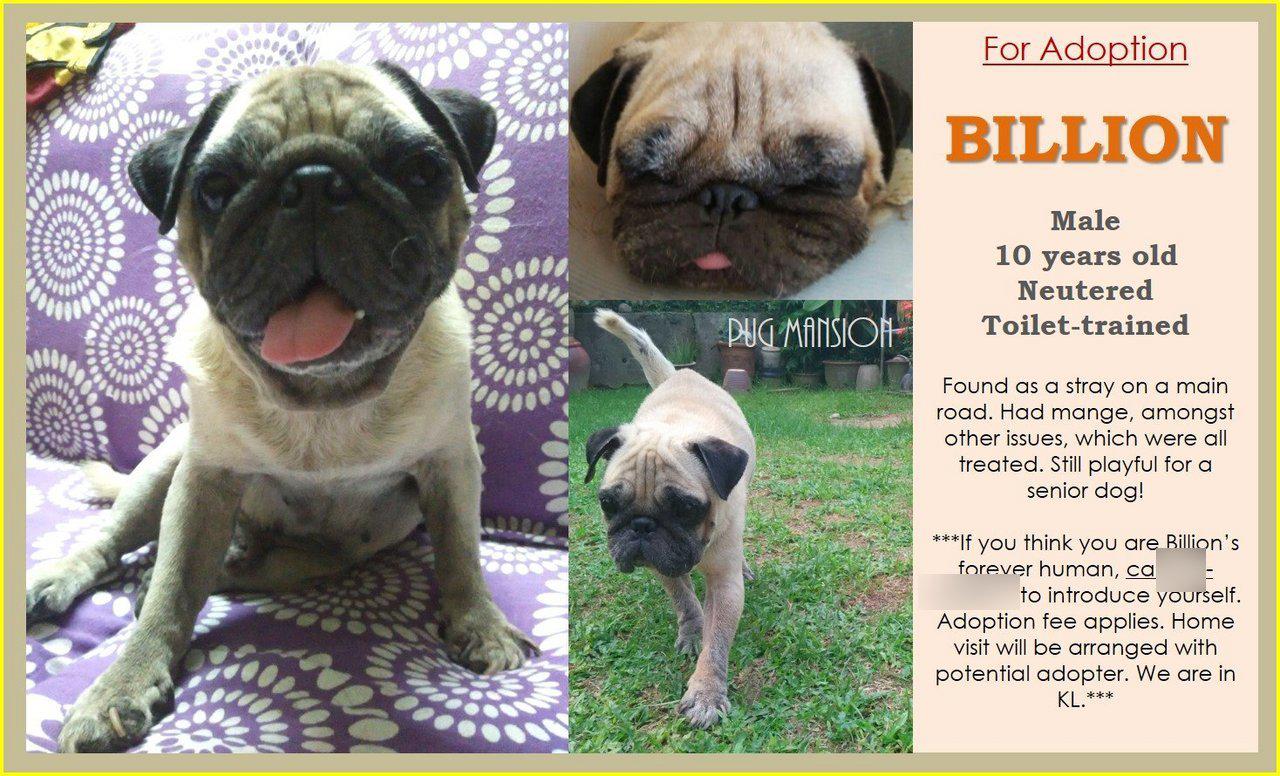 For Adoption
BILLION
Male
10 years old
Neutered
Toilet-trained
Found as a stray on a main
road. Had mange, amongst
other issues, which were all
treated. Still playful for a
senior dog!
***If you think you are Billion's
forever human,
to introduce yourself.
Adoption fee applies. Home
visit will be arranged with
potential adopter. We are in
KL.***
PUG MANSION